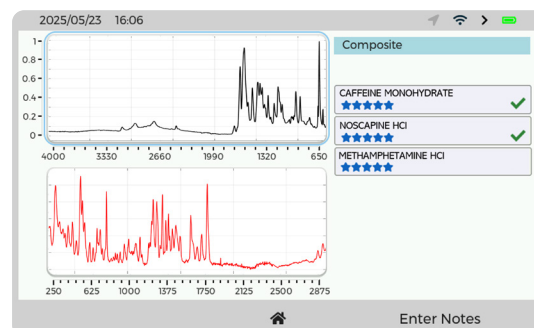 2025/05/23 16:06
Composite
CAFFEINE MONOHYDRATE
NOSCAPINE HCl
METHAMPHETAMINE HCl
1
0.8
0.6
0.4
0.2
0
4000 3330 2660 1990 1320 650
250 625 1000 1375 1750 2125 2500 2875
Enter Notes